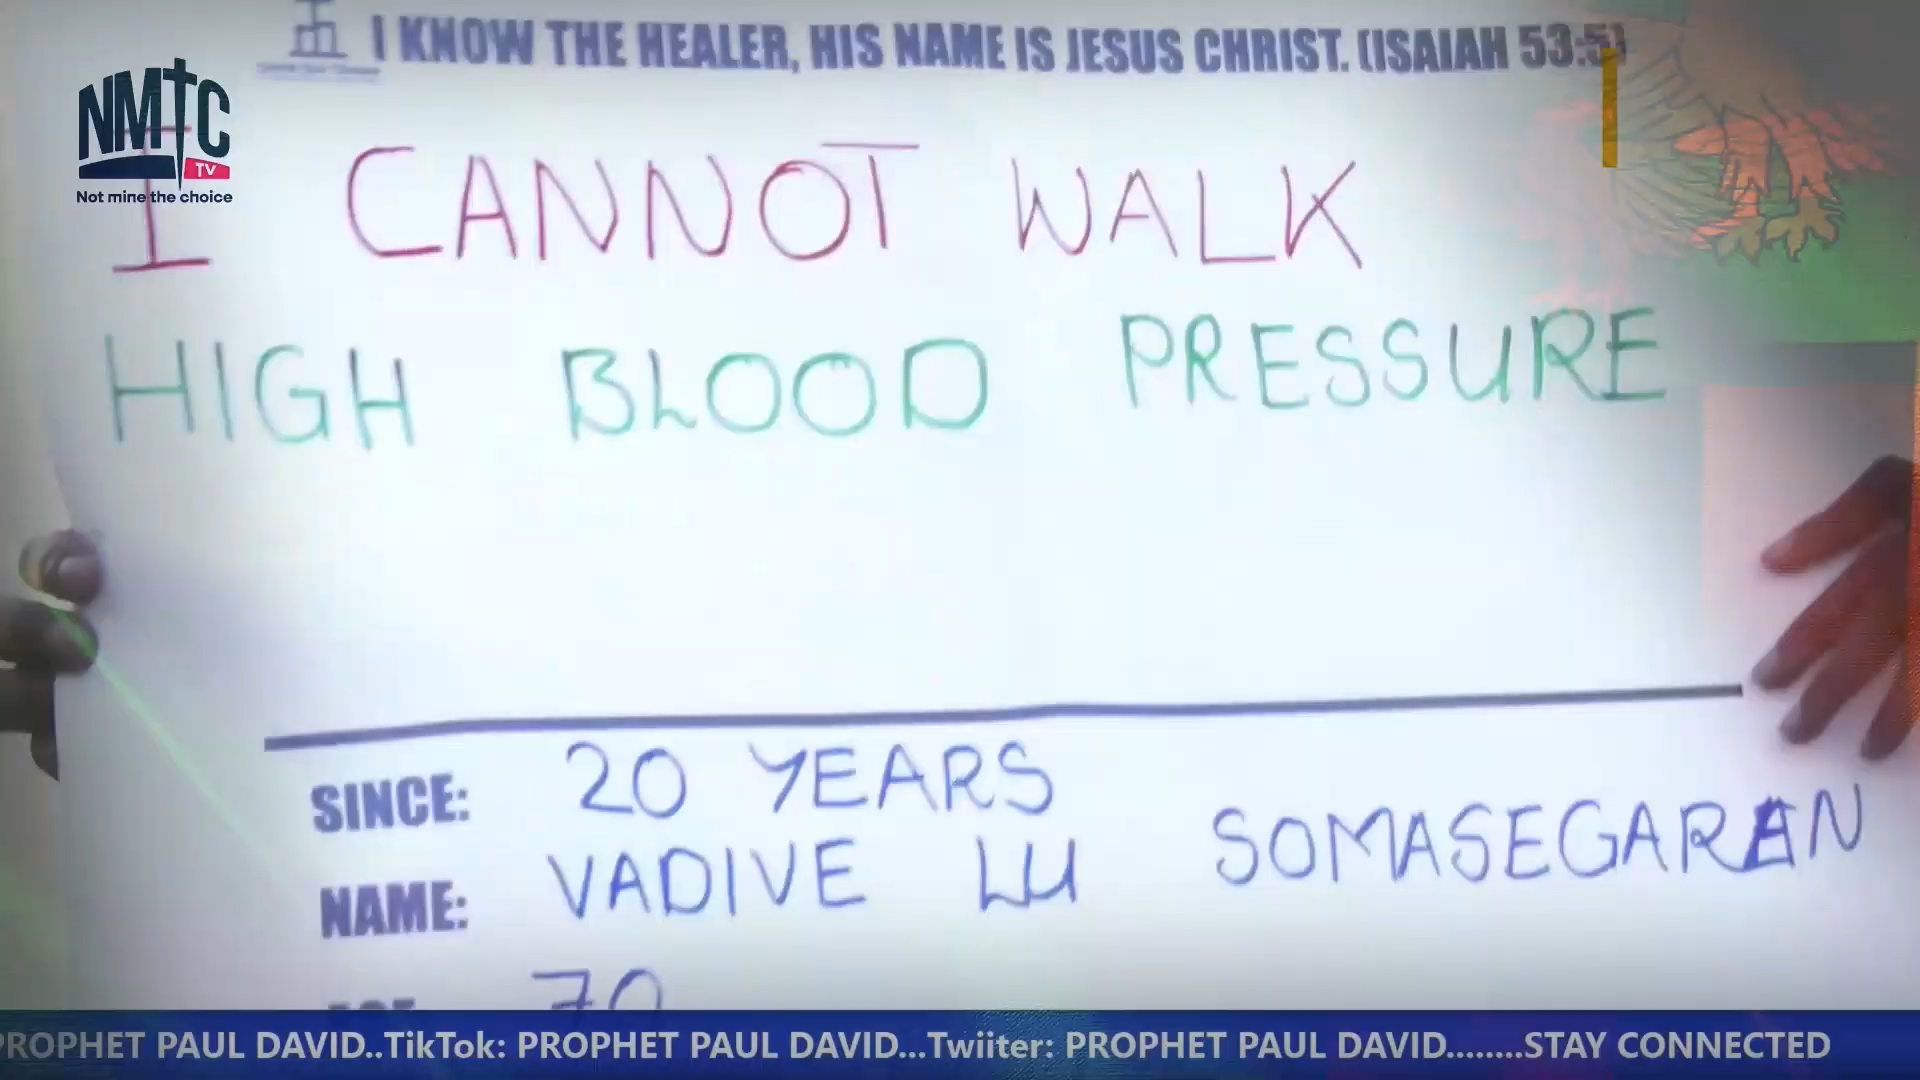 I KNOW THE HEALER, HIS NAME IS JESUS CHRIST. (ISAIAH 53:5)
NMTC
TV
Not mine the choice
I CANNOT WALK
HIGH BLOOD PRESSURE
SINCE: 20 YEARS
NAME: VADIVE LU SOMASEGARAN
70
PROPHET PAUL DAVID..TikTok: PROPHET PAUL DAVID...Twiiter: PROPHET PAUL DAVID........STAY CONNECTED